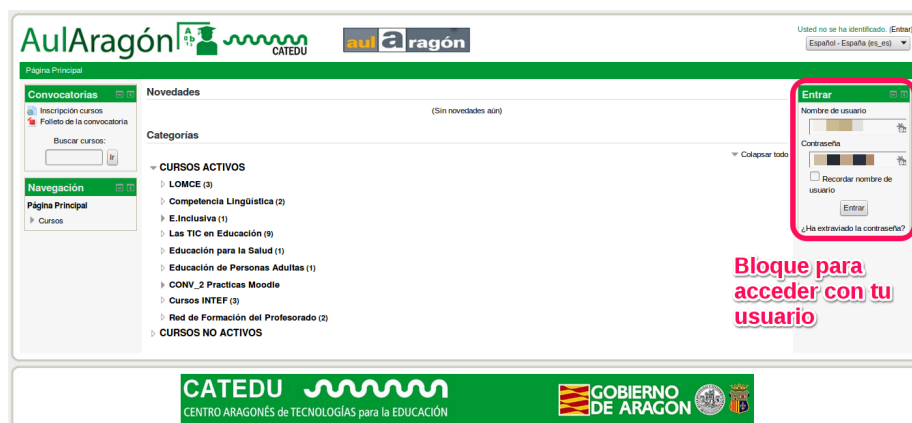 AulAragón
CATEDU
aul a ragón
Usted no se ha identificado. (Entrar)
Español - España (es_es)
Página Principal
Convocatorias
Inscripción cursos
Folleto de la convocatoria
Buscar cursos:
Ir
Navegación
Página Principal
Cursos
Novedades
(Sin novedades aún)
Categorías
Colapsar todo
CURSOS ACTIVOS
LOMCE (3)
Competencia Lingüística (2)
E.Inclusiva (1)
Las TIC en Educación (9)
Educación para la Salud (1)
Educación de Personas Adultas (1)
CONV_2 Practicas Moodle
Cursos INTEF (3)
Red de Formación del Profesorado (2)
CURSOS NO ACTIVOS
Entrar
Nombre de usuario
Contraseña
Recordar nombre de
usuario
Entrar
¿Ha extraviado la contraseña?
Bloque para
acceder con tu
usuario
CATEDU
CENTRO ARAGONÉS de TECNOLOGÍAS para la EDUCACIÓN
GOBIERNO
DE ARAGON